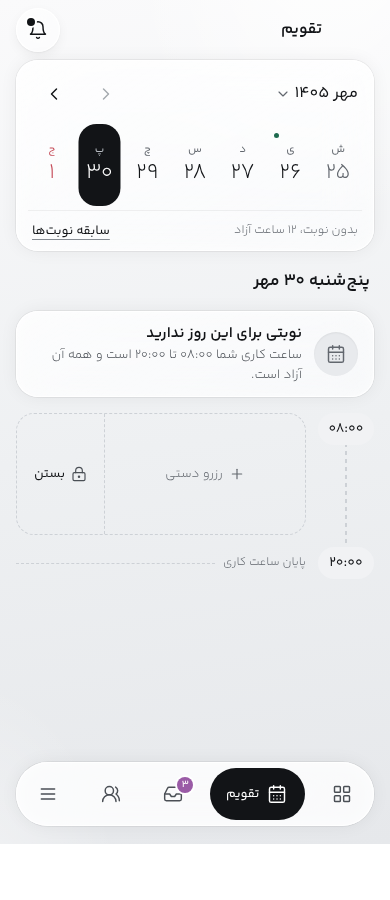 تقویم
مهر ۱۴۰۵
ش ی د س چ پ ج
۲۵ ۲۶ ۲۷ ۲۸ ۲۹ ۳۰ ۱
بدون نوبت، ۱۲ ساعت آزاد
سابقه نوبت‌ها
پنج‌شنبه ۳۰ مهر
نوبتی برای این روز ندارید
ساعت کاری شما ۰۸:۰۰ تا ۲۰:۰۰ است و همه آن
آزاد است.
۰۸:۰۰
رزرو دستی
بستن
۲۰:۰۰
پایان ساعت کاری
تقویم
۳